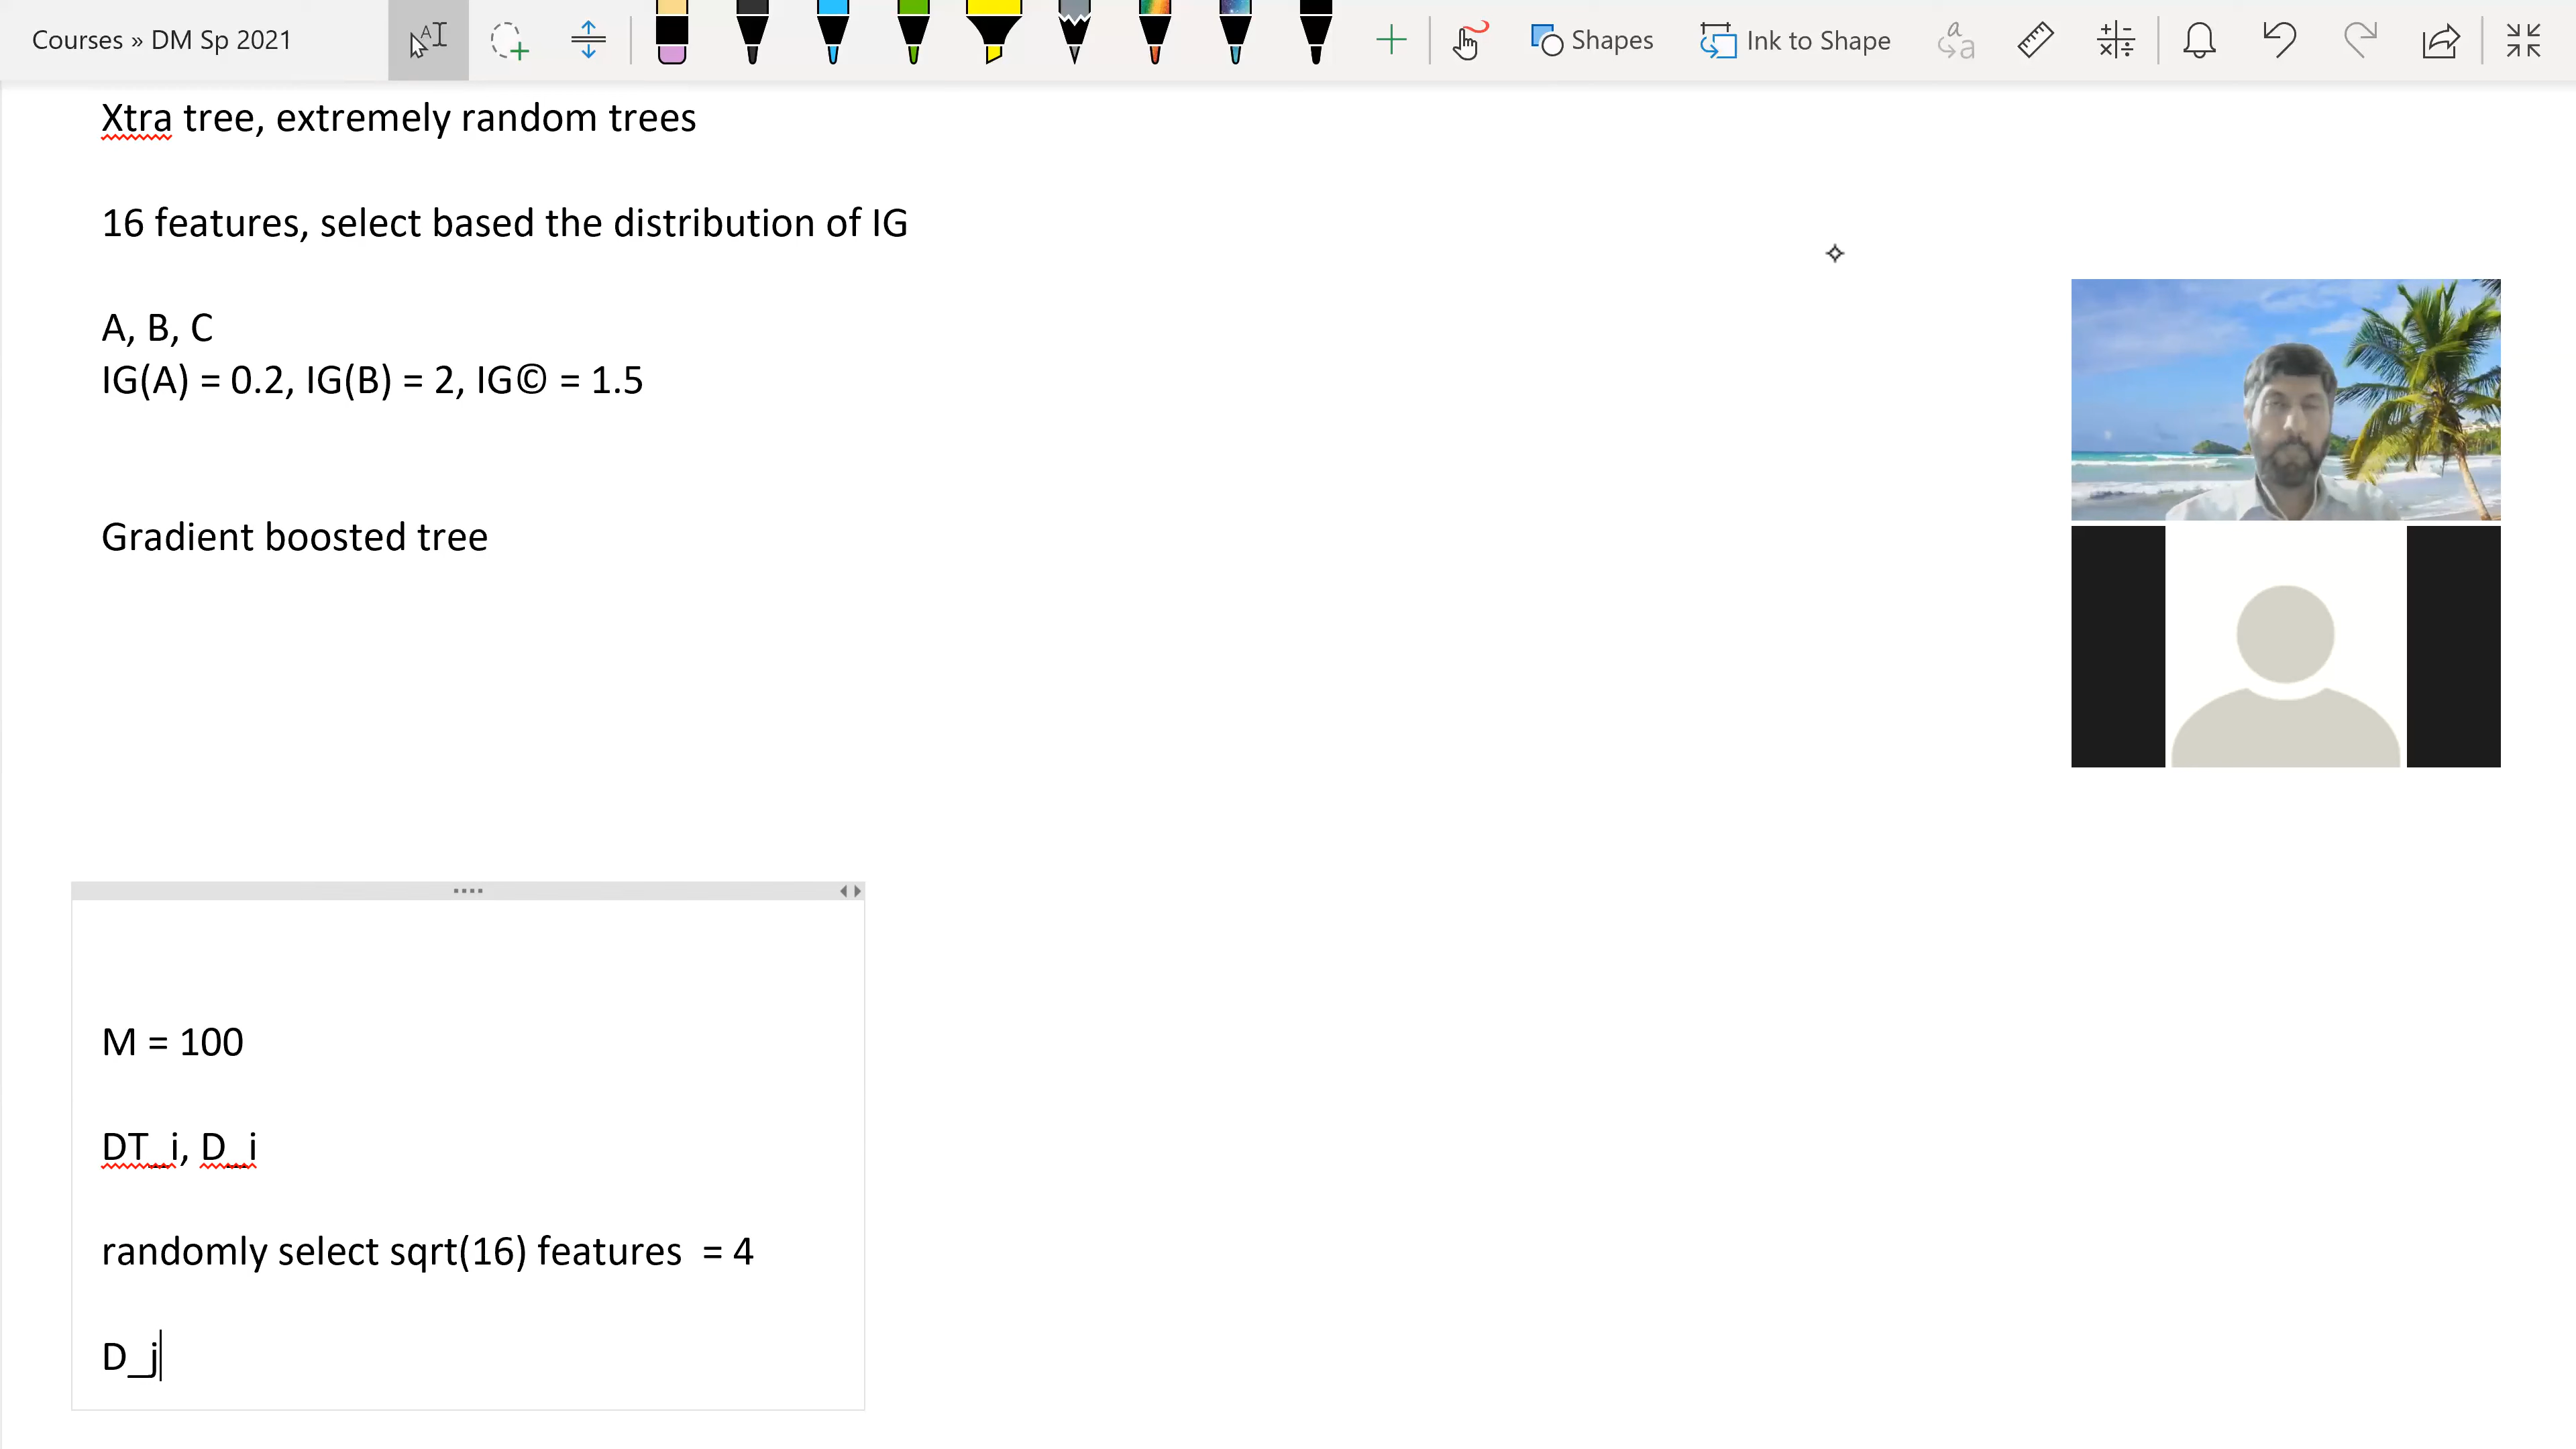 Courses » DM Sp 2021
Shapes
Ink to Shape
Xtra tree, extremely random trees
16 features, select based the distribution of IG
A, B, C
IG(A) = 0.2, IG(B) = 2, IG© = 1.5
Gradient boosted tree
M = 100
DT_i, D_i
randomly select sqrt(16) features  = 4
D_j